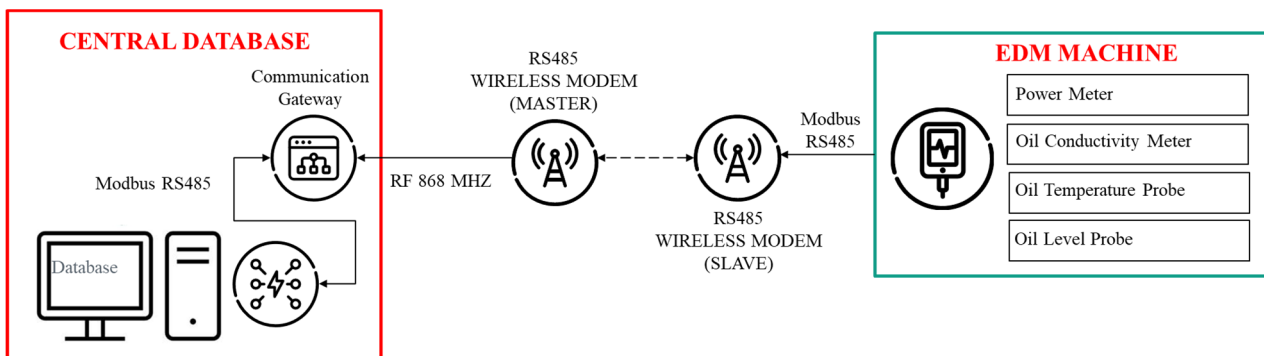 CENTRAL DATABASE
Communication
Gateway
Modbus RS485
Database
RF 868 MHZ
RS485
WIRELESS MODEM
(MASTER)
RS485
WIRELESS MODEM
(SLAVE)
Modbus
RS485
EDM MACHINE
Power Meter
Oil Conductivity Meter
Oil Temperature Probe
Oil Level Probe